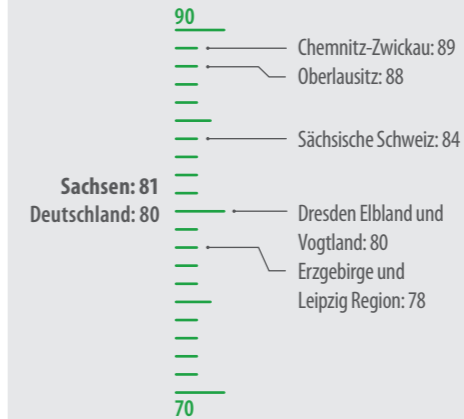 90
Chemnitz-Zwickau: 89
Oberlausitz: 88
Sächsische Schweiz: 84
Sachsen: 81
Deutschland: 80
Dresden Elbland und
Vogtland: 80
Erzgebirge und
Leipzig Region: 78
70